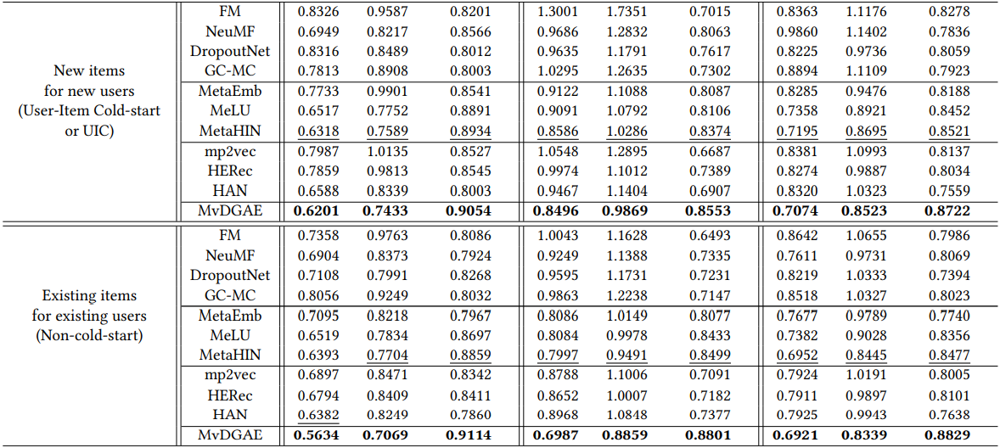 FM 0.8326 0.9587 0.8201 1.3001 1.7351 0.7015 0.8363 1.1176 0.8278
NeuMF 0.6949 0.8217 0.8566 0.9686 1.2832 0.8063 0.9860 1.1402 0.7836
DropoutNet 0.8316 0.8489 0.8012 0.9635 1.1791 0.7617 0.8225 0.9736 0.8059
New items GC-MC 0.7813 0.8908 0.8003 1.0295 1.2635 0.7302 0.8894 1.1109 0.7923
for new users MetaEmb 0.7733 0.9901 0.8541 0.9122 1.1088 0.8087 0.8285 0.9476 0.8188
(User-Item Cold-start MeLU 0.6517 0.7752 0.8891 0.9091 1.0792 0.8106 0.7358 0.8921 0.8452
or UIC) MetaHIN 0.6318 0.7589 0.8934 0.8586 1.0286 0.8374 0.7195 0.8695 0.8521
mp2vec 0.7987 1.0135 0.8527 1.0548 1.2895 0.6687 0.8381 1.0993 0.8137
HERec 0.7859 0.9813 0.8545 0.9974 1.1012 0.7389 0.8274 0.9887 0.8034
HAN 0.6588 0.8339 0.8003 0.9467 1.1404 0.6907 0.8320 1.0323 0.7559
MvDGAE 0.6201 0.7433 0.9054 0.8496 0.9869 0.8553 0.7074 0.8523 0.8722
FM 0.7358 0.9763 0.8086 1.0043 1.1628 0.6493 0.8642 1.0655 0.7986
NeuMF 0.6904 0.8373 0.7924 0.9249 1.1388 0.7335 0.7611 0.9731 0.8069
DropoutNet 0.7108 0.7991 0.8268 0.9595 1.1731 0.7231 0.8219 1.0333 0.7394
Existing items GC-MC 0.8056 0.9249 0.8032 0.9863 1.2238 0.7147 0.8518 1.0327 0.8023
for existing users MetaEmb 0.7095 0.8218 0.7967 0.8086 1.0149 0.8077 0.7677 0.9789 0.7740
(Non-cold-start) MeLU 0.6519 0.7834 0.8697 0.8084 0.9978 0.8433 0.7382 0.9028 0.8356
MetaHIN 0.6393 0.7704 0.8859 0.7997 0.9491 0.8499 0.6952 0.8445 0.8477
mp2vec 0.6897 0.8471 0.8342 0.8788 1.1006 0.7091 0.7924 1.0191 0.8005
HERec 0.6794 0.8409 0.8411 0.8652 1.0007 0.7182 0.7911 0.9897 0.8101
HAN 0.6382 0.8249 0.7860 0.8968 1.0848 0.7377 0.7925 0.9943 0.7638
MvDGAE 0.5634 0.7069 0.9114 0.6987 0.8859 0.8801 0.6921 0.8339 0.8829